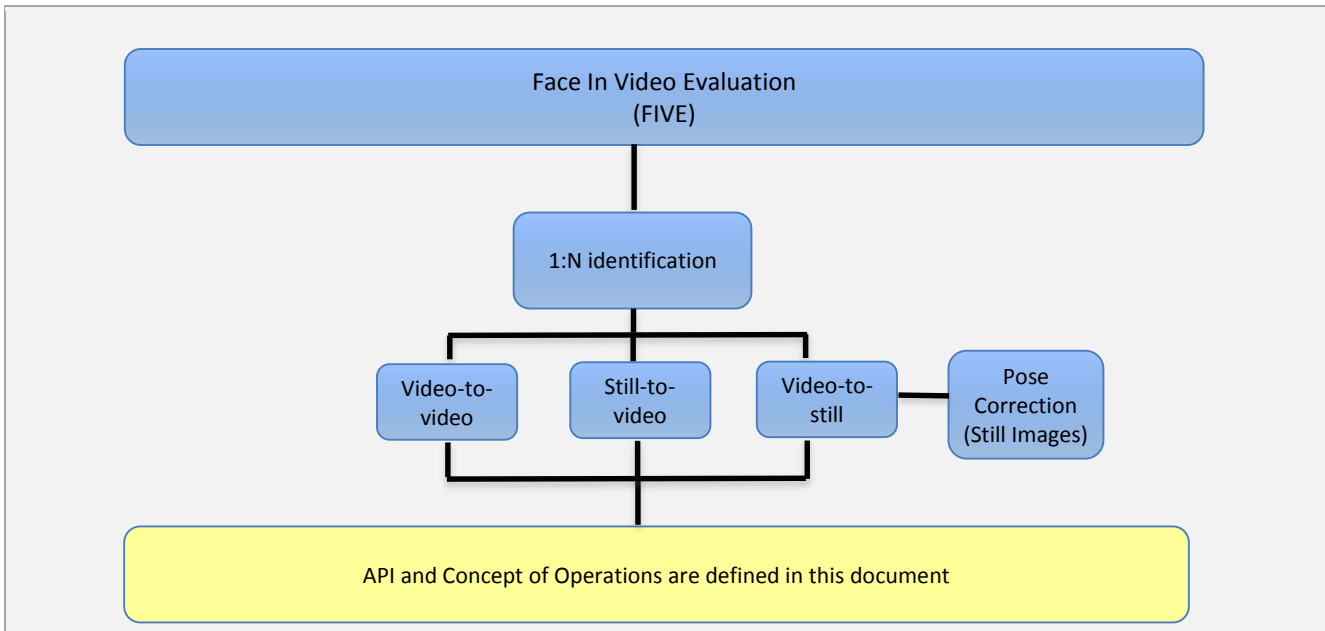 Face In Video Evaluation
(FIVE)
1:N identification
Video-to-
video
Still-to-
video
Video-to-
still
Pose
Correction
(Still Images)
API and Concept of Operations are defined in this document